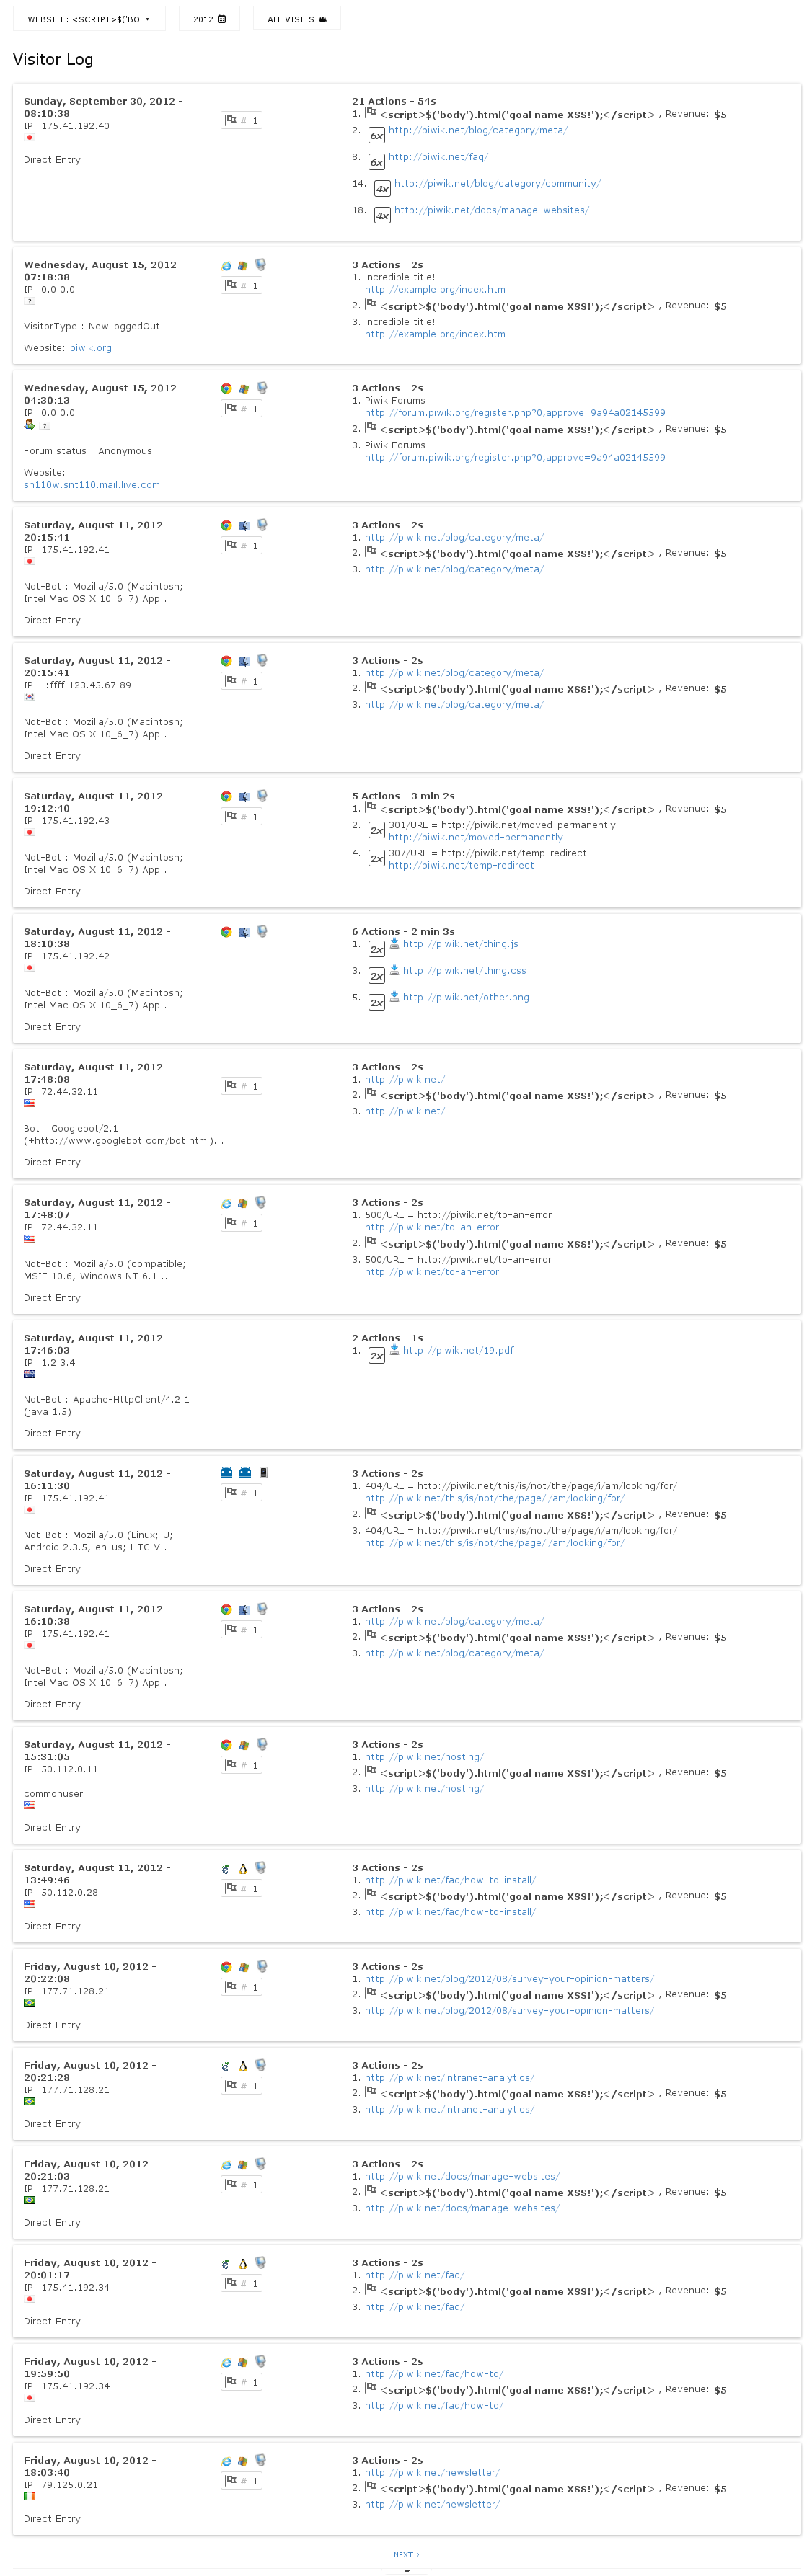 WEBSITE: <SCRIPT>$('BO..
2012
ALL VISITS
Visitor Log
Sunday, September 30, 2012 -
08:10:38
IP: 175.41.192.40
Direct Entry
# 1
21 Actions - 54s
1. <script>$('body').html('goal name XSS!');</script> , Revenue: $5
2. 6x http://piwik.net/blog/category/meta/
8. 6x http://piwik.net/faq/
14. 4x http://piwik.net/blog/category/community/
18. 4x http://piwik.net/docs/manage-websites/
Wednesday, August 15, 2012 -
07:18:38
IP: 0.0.0.0
?
VisitorType : NewLoggedOut
Website: piwik.org
# 1
3 Actions - 2s
1. incredible title!
http://example.org/index.htm
2. <script>$('body').html('goal name XSS!');</script> , Revenue: $5
3. incredible title!
http://example.org/index.htm
Wednesday, August 15, 2012 -
04:30:13
IP: 0.0.0.0
?
Forum status : Anonymous
Website:
sn110w.snt110.mail.live.com
# 1
3 Actions - 2s
1. Piwik Forums
http://forum.piwik.org/register.php?0,approve=9a94a02145599
2. <script>$('body').html('goal name XSS!');</script> , Revenue: $5
3. Piwik Forums
http://forum.piwik.org/register.php?0,approve=9a94a02145599
Saturday, August 11, 2012 -
20:15:41
IP: 175.41.192.41
Not-Bot : Mozilla/5.0 (Macintosh;
Intel Mac OS X 10_6_7) App...
Direct Entry
# 1
3 Actions - 2s
1. http://piwik.net/blog/category/meta/
2. <script>$('body').html('goal name XSS!');</script> , Revenue: $5
3. http://piwik.net/blog/category/meta/
Saturday, August 11, 2012 -
20:15:41
IP: ::ffff:123.45.67.89
Not-Bot : Mozilla/5.0 (Macintosh;
Intel Mac OS X 10_6_7) App...
Direct Entry
# 1
3 Actions - 2s
1. http://piwik.net/blog/category/meta/
2. <script>$('body').html('goal name XSS!');</script> , Revenue: $5
3. http://piwik.net/blog/category/meta/
Saturday, August 11, 2012 -
19:12:40
IP: 175.41.192.43
Not-Bot : Mozilla/5.0 (Macintosh;
Intel Mac OS X 10_6_7) App...
Direct Entry
# 1
5 Actions - 3 min 2s
1. <script>$('body').html('goal name XSS!');</script> , Revenue: $5
2. 2x 301/URL = http://piwik.net/moved-permanently
http://piwik.net/moved-permanently
4. 2x 307/URL = http://piwik.net/temp-redirect
http://piwik.net/temp-redirect
Saturday, August 11, 2012 -
18:10:38
IP: 175.41.192.42
Not-Bot : Mozilla/5.0 (Macintosh;
Intel Mac OS X 10_6_7) App...
Direct Entry
6 Actions - 2 min 3s
1. 2x http://piwik.net/thing.js
3. 2x http://piwik.net/thing.css
5. 2x http://piwik.net/other.png
Saturday, August 11, 2012 -
17:48:08
IP: 72.44.32.11
Bot : Googlebot/2.1
(+http://www.googlebot.com/bot.html)...
Direct Entry
# 1
3 Actions - 2s
1. http://piwik.net/
2. <script>$('body').html('goal name XSS!');</script> , Revenue: $5
3. http://piwik.net/
Saturday, August 11, 2012 -
17:48:07
IP: 72.44.32.11
Not-Bot : Mozilla/5.0 (compatible;
MSIE 10.6; Windows NT 6.1...
Direct Entry
# 1
3 Actions - 2s
1. 500/URL = http://piwik.net/to-an-error
http://piwik.net/to-an-error
2. <script>$('body').html('goal name XSS!');</script> , Revenue: $5
3. 500/URL = http://piwik.net/to-an-error
http://piwik.net/to-an-error
Saturday, August 11, 2012 -
17:46:03
IP: 1.2.3.4
Not-Bot : Apache-HttpClient/4.2.1
(java 1.5)
Direct Entry
2 Actions - 1s
1. 2x http://piwik.net/19.pdf
Saturday, August 11, 2012 -
16:11:30
IP: 175.41.192.41
Not-Bot : Mozilla/5.0 (Linux; U;
Android 2.3.5; en-us; HTC V...
Direct Entry
# 1
3 Actions - 2s
1. 404/URL = http://piwik.net/this/is/not/the/page/i/am/looking/for/
http://piwik.net/this/is/not/the/page/i/am/looking/for/
2. <script>$('body').html('goal name XSS!');</script> , Revenue: $5
3. 404/URL = http://piwik.net/this/is/not/the/page/i/am/looking/for/
http://piwik.net/this/is/not/the/page/i/am/looking/for/
Saturday, August 11, 2012 -
16:10:38
IP: 175.41.192.41
Not-Bot : Mozilla/5.0 (Macintosh;
Intel Mac OS X 10_6_7) App...
Direct Entry
# 1
3 Actions - 2s
1. http://piwik.net/blog/category/meta/
2. <script>$('body').html('goal name XSS!');</script> , Revenue: $5
3. http://piwik.net/blog/category/meta/
Saturday, August 11, 2012 -
15:31:05
IP: 50.112.0.11
commonuser
Direct Entry
# 1
3 Actions - 2s
1. http://piwik.net/hosting/
2. <script>$('body').html('goal name XSS!');</script> , Revenue: $5
3. http://piwik.net/hosting/
Saturday, August 11, 2012 -
13:49:46
IP: 50.112.0.28
Direct Entry
# 1
3 Actions - 2s
1. http://piwik.net/faq/how-to-install/
2. <script>$('body').html('goal name XSS!');</script> , Revenue: $5
3. http://piwik.net/faq/how-to-install/
Friday, August 10, 2012 -
20:22:08
IP: 177.71.128.21
Direct Entry
# 1
3 Actions - 2s
1. http://piwik.net/blog/2012/08/survey-your-opinion-matters/
2. <script>$('body').html('goal name XSS!');</script> , Revenue: $5
3. http://piwik.net/blog/2012/08/survey-your-opinion-matters/
Friday, August 10, 2012 -
20:21:28
IP: 177.71.128.21
Direct Entry
# 1
3 Actions - 2s
1. http://piwik.net/intranet-analytics/
2. <script>$('body').html('goal name XSS!');</script> , Revenue: $5
3. http://piwik.net/intranet-analytics/
Friday, August 10, 2012 -
20:21:03
IP: 177.71.128.21
Direct Entry
# 1
3 Actions - 2s
1. http://piwik.net/docs/manage-websites/
2. <script>$('body').html('goal name XSS!');</script> , Revenue: $5
3. http://piwik.net/docs/manage-websites/
Friday, August 10, 2012 -
20:01:17
IP: 175.41.192.34
Direct Entry
# 1
3 Actions - 2s
1. http://piwik.net/faq/
2. <script>$('body').html('goal name XSS!');</script> , Revenue: $5
3. http://piwik.net/faq/
Friday, August 10, 2012 -
19:59:50
IP: 175.41.192.34
Direct Entry
# 1
3 Actions - 2s
1. http://piwik.net/faq/how-to/
2. <script>$('body').html('goal name XSS!');</script> , Revenue: $5
3. http://piwik.net/faq/how-to/
Friday, August 10, 2012 -
18:03:40
IP: 79.125.0.21
Direct Entry
# 1
3 Actions - 2s
1. http://piwik.net/newsletter/
2. <script>$('body').html('goal name XSS!');</script> , Revenue: $5
3. http://piwik.net/newsletter/
NEXT ›